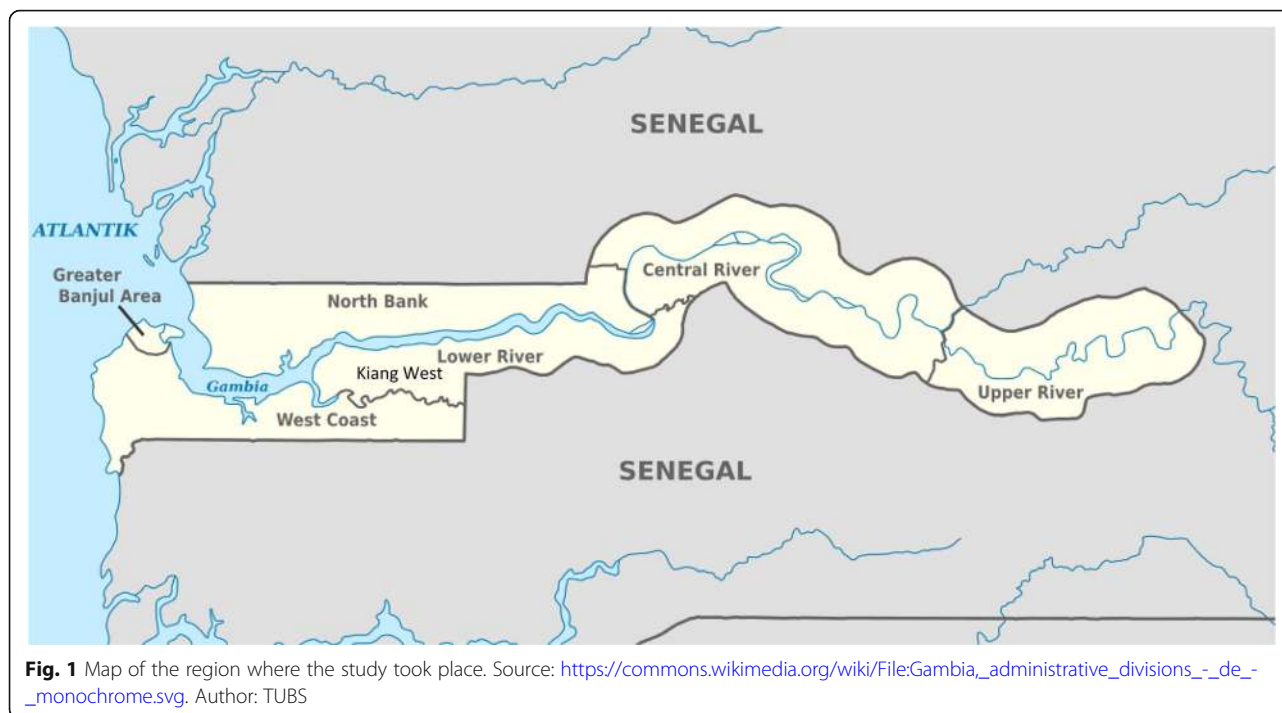 SENEGAL
ATLANTIK
Greater
Banjul Area
Central River
North Bank
Lower River
Kiang West
Gambia
Upper River
West Coast
SENEGAL
Fig. 1 Map of the region where the study took place. Source: https://commons.wikimedia.org/wiki/File:Gambia,_administrative_divisions_-_de_-
_monochrome.svg. Author: TUBS